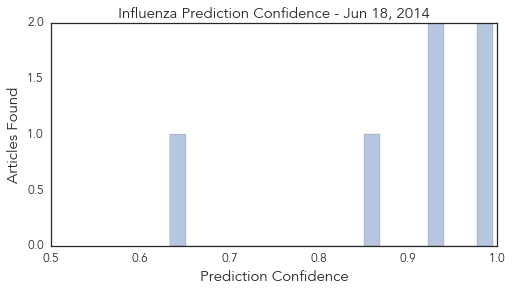 Influenza Prediction Confidence - Jun 18, 2014
2.0
1.5
1.0
0.5
0.0
Articles Found
0.5 0.6 0.7 0.8 0.9 1.0
Prediction Confidence